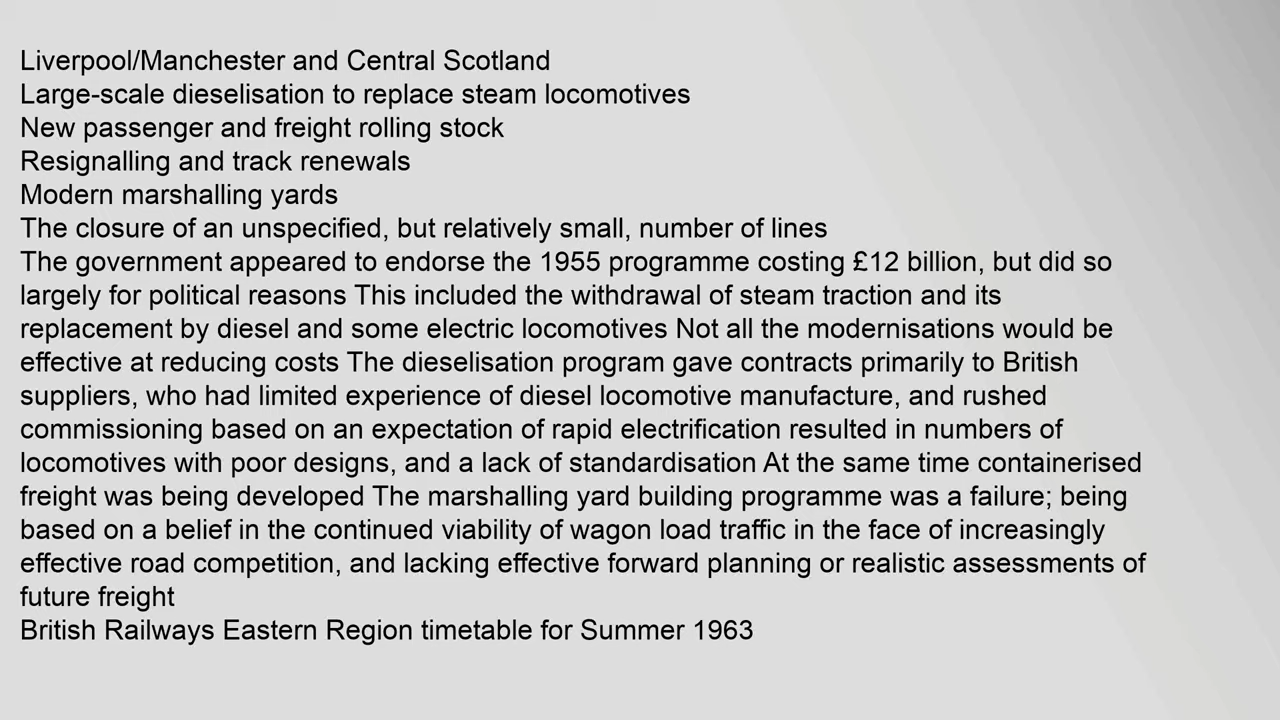 Liverpool/Manchester and Central Scotland
Large-scale dieselisation to replace steam locomotives
New passenger and freight rolling stock
Resignalling and track renewals
Modern marshalling yards
The closure of an unspecified, but relatively small, number of lines
The government appeared to endorse the 1955 programme costing £12 billion, but did so
largely for political reasons This included the withdrawal of steam traction and its
replacement by diesel and some electric locomotives Not all the modernisations would be
effective at reducing costs The dieselisation program gave contracts primarily to British
suppliers, who had limited experience of diesel locomotive manufacture, and rushed
commissioning based on an expectation of rapid electrification resulted in numbers of
locomotives with poor designs, and a lack of standardisation At the same time containerised
freight was being developed The marshalling yard building programme was a failure; being
based on a belief in the continued viability of wagon load traffic in the face of increasingly
effective road competition, and lacking effective forward planning or realistic assessments of
future freight
British Railways Eastern Region timetable for Summer 1963